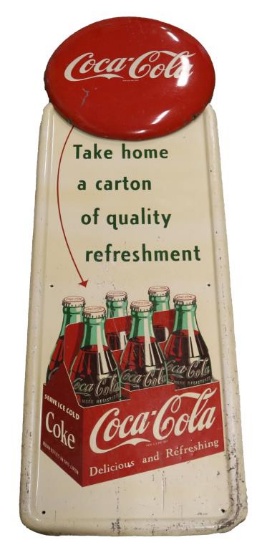 Coca-Cola
Take home
a carton
of quality
refreshment
Coca-Cola
Coca-Cola
Coca-Cola
SERVE ICE COLD
Coke
Coca-Cola
Delicious and Refreshing